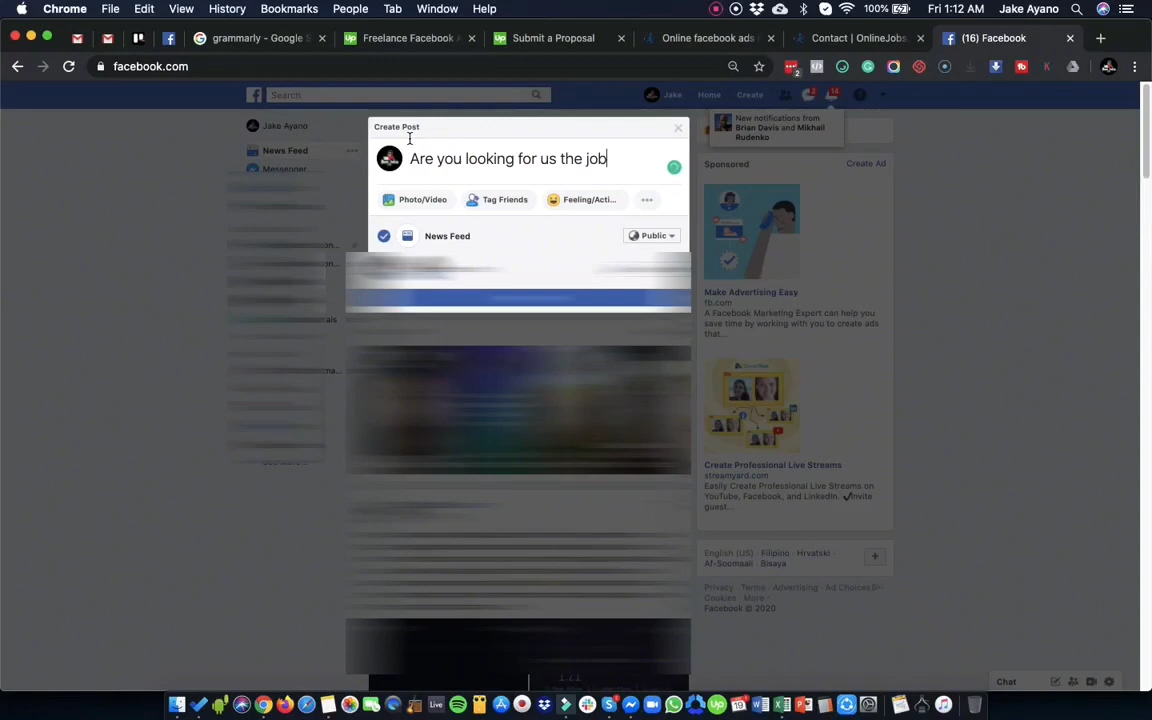 Chrome File Edit View History Bookmarks People Tab Window Help 100% Fri 1:12 AM Jake Ayano
grammarly - Google S Freelance Facebook A Submit a Proposal Online facebook ads Contact | OnlineJobs. (16) Facebook
facebook.com
2
Search
Jake Home Create 2 14
Create Post
Are you looking for us the job
Photo/Video Tag Friends Feeling/Acti...
News Feed
Public
Jake Ayano
News Feed
Messenger
New notifications from
Brian Davis and Mikhail
Rudenko
Sponsored Create Ad
Make Advertising Easy
fb.com
A Facebook Marketing Expert can help you
save time by working with you to create ads
that...
Create Professional Live Streams
streamyard.com
Easily Create Professional Live Streams on
YouTube, Facebook, and LinkedIn. ✓Invite
guest...
English (US) · Filipino · Hrvatski ·
Af-Soomaali · Bisaya
Privacy · Terms · Advertising · Ad Choices ·
Cookies · More
Facebook © 2020
Chat